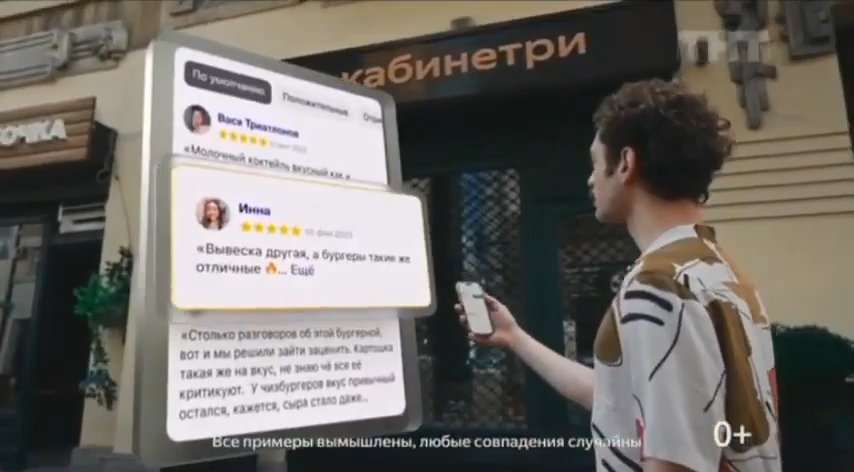 кабинетри
ТНТ
ОЧКА
По умолчанию
Положительные
Отри
Вася Триатлонов
«Молочный коктейль вкусный как и
Инна
«Вывеска другая, а бургеры такие же
отличные 🔥... Ещё
«Столько разговоров об этой бургерной,
вот и мы решили зайти заценить. Картошка
такая же на вкус, не знаю чё все её
критикуют. У чизбургеров вкус привычный
остался, кажется, сыра стало даже...
Все примеры вымышлены, любые совпадения случайны
0+